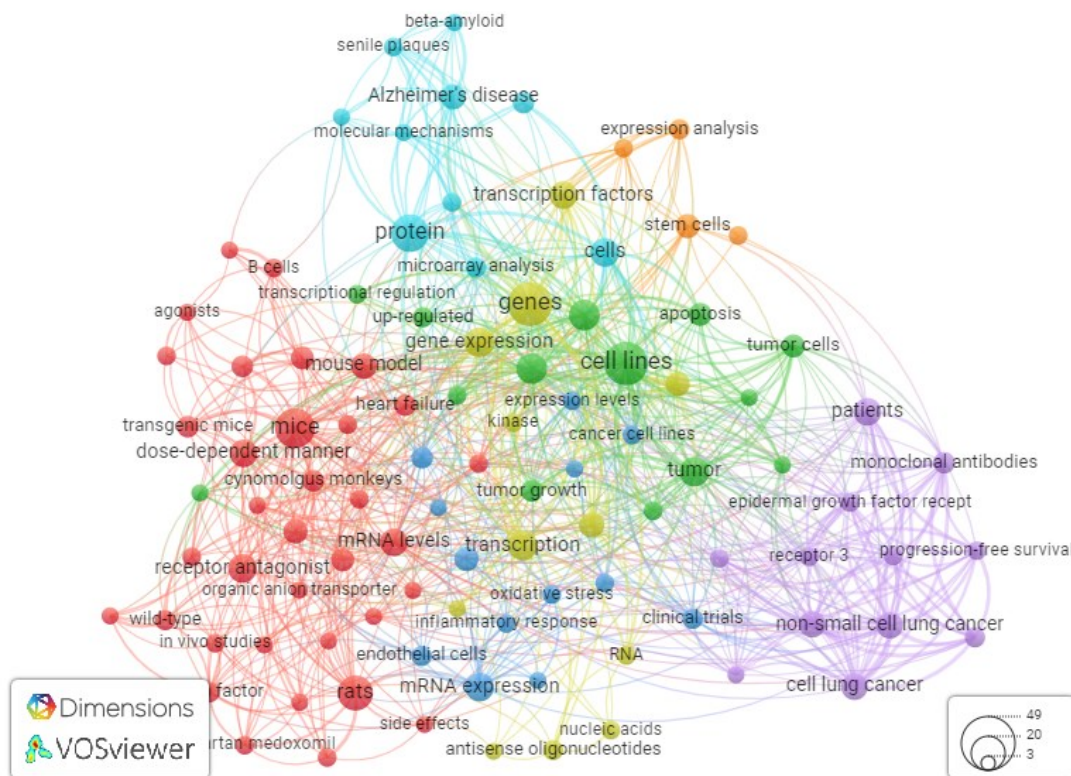 beta-amyloid
senile plaques
Alzheimer's disease
molecular mechanisms
expression analysis
transcription factors
stem cells
protein
cells
B cells
microarray analysis
transcriptional regulation
agonists
genes
up-regulated
apoptosis
gene expression
tumor cells
mouse model
cell lines
heart failure
expression levels
patients
transgenic mice
mice
kinase
cancer cell lines
dose-dependent manner
monoclonal antibodies
cynomolgus monkeys
tumor
tumor growth
epidermal growth factor recept
mRNA levels
transcription
receptor 3
progression-free survival
receptor antagonist
organic anion transporter
oxidative stress
wild-type
inflammatory response
clinical trials
non-small cell lung cancer
in vivo studies
endothelial cells
RNA
factor
rats
mRNA expression
cell lung cancer
side effects
nucleic acids
artan medoxomil
antisense oligonucleotides
Dimensions
VOSviewer
49
20
3